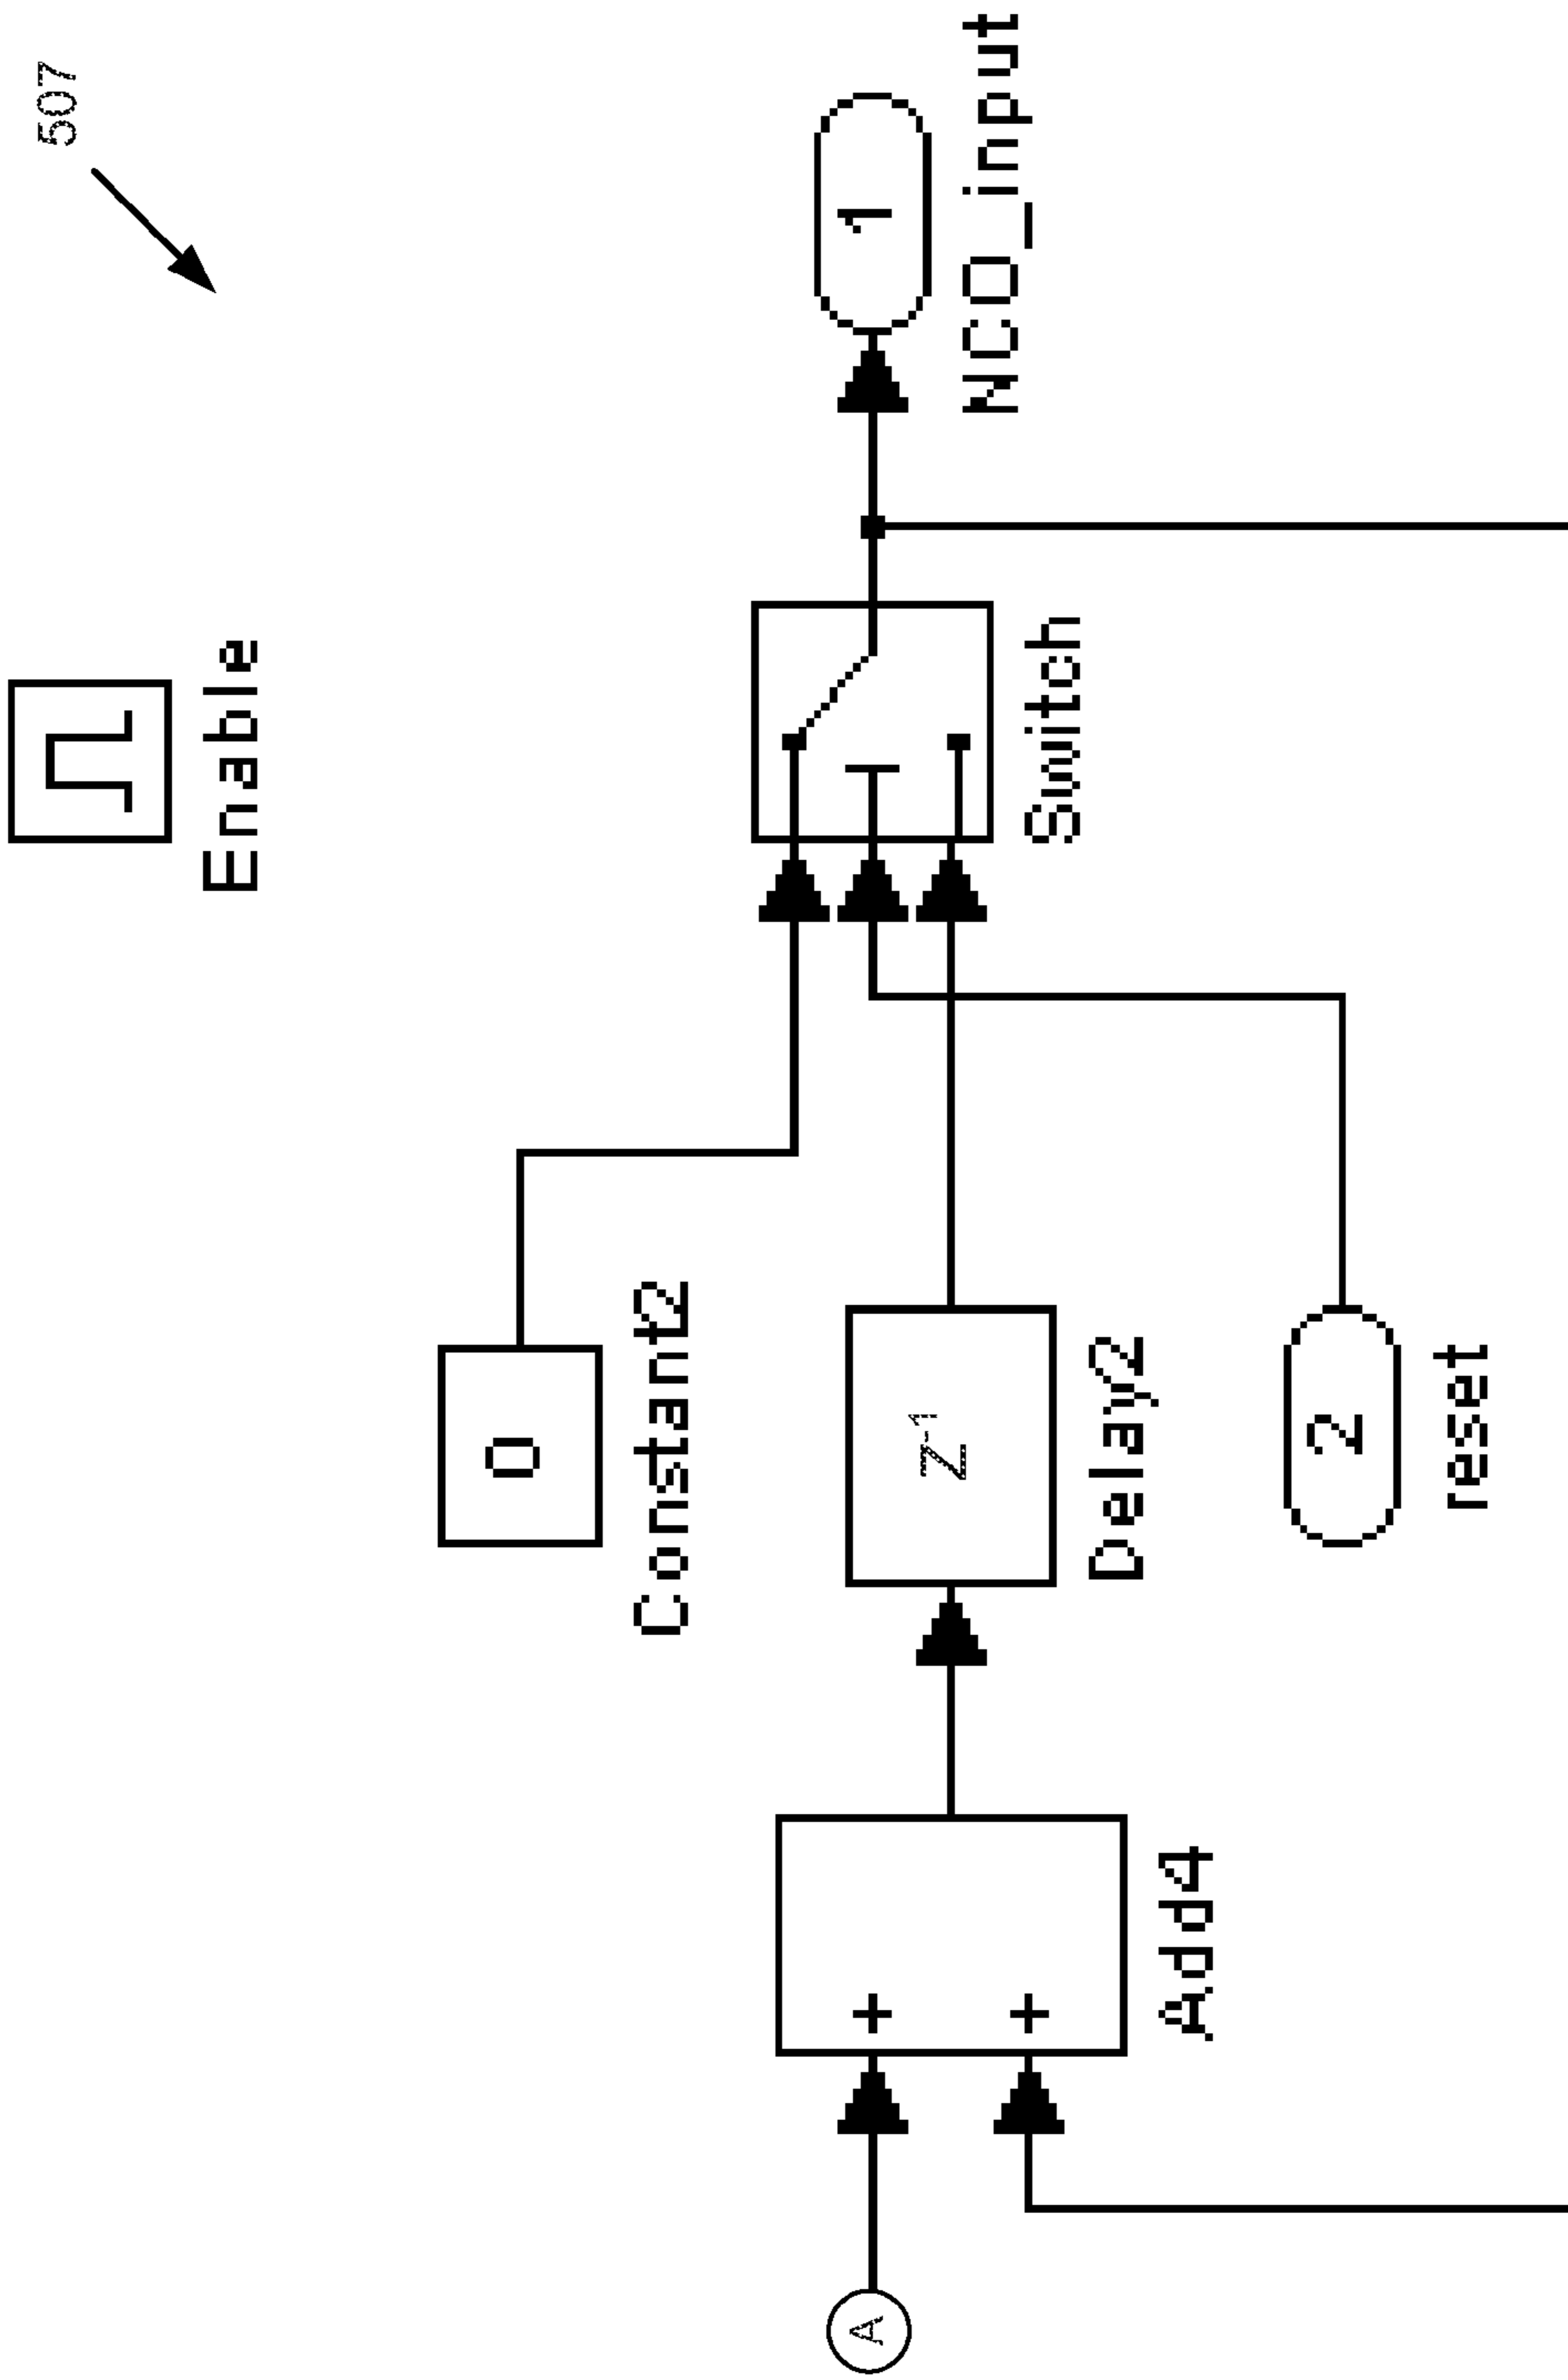 507
Enable
0
Constant2
1
NCO_input
Switch
A
+
+
Add4
z-1
Delay2
2
reset